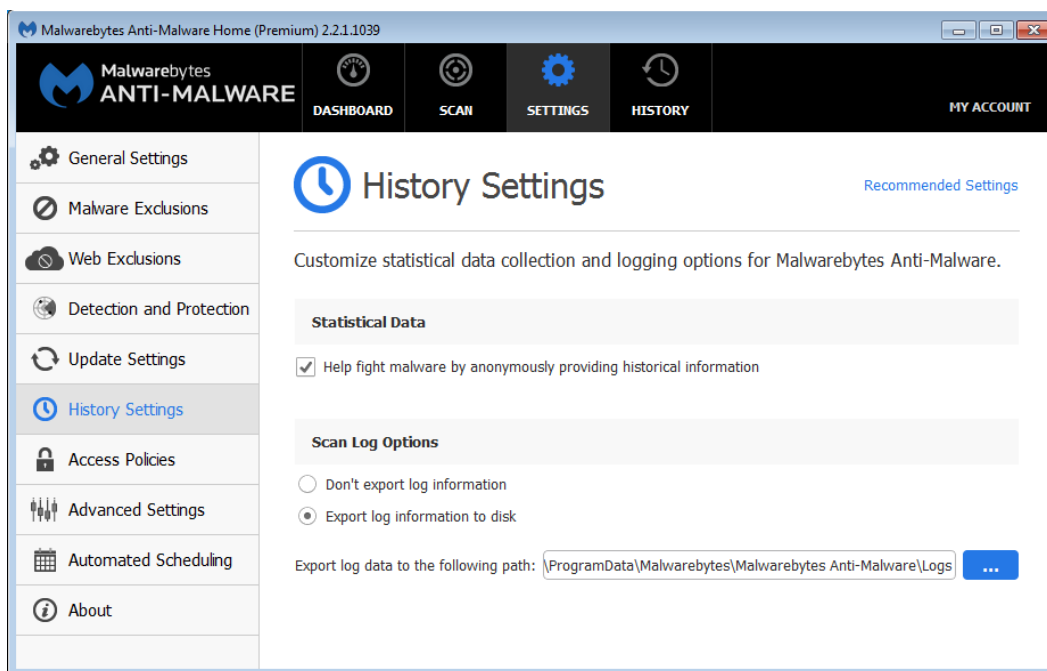 Malwarebytes Anti-Malware Home (Premium) 2.2.1.1039
Malwarebytes
ANTI-MALWARE
DASHBOARD
SCAN
SETTINGS
HISTORY
MY ACCOUNT
General Settings
Malware Exclusions
Web Exclusions
Detection and Protection
Update Settings
History Settings
Access Policies
Advanced Settings
Automated Scheduling
About
History Settings
Recommended Settings
Customize statistical data collection and logging options for Malwarebytes Anti-Malware.
Statistical Data
Help fight malware by anonymously providing historical information
Scan Log Options
Don't export log information
Export log information to disk
Export log data to the following path: \ProgramData\Malwarebytes\Malwarebytes Anti-Malware\Logs ...